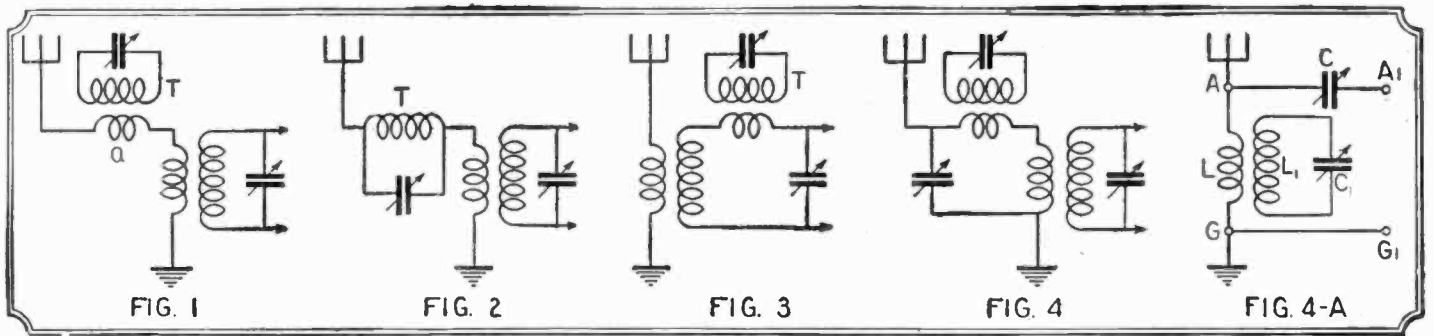 T
a
FIG. 1
T
FIG. 2
T
FIG. 3
FIG. 4
A
C
A1
L
L1
C1
G
G1
FIG. 4-A